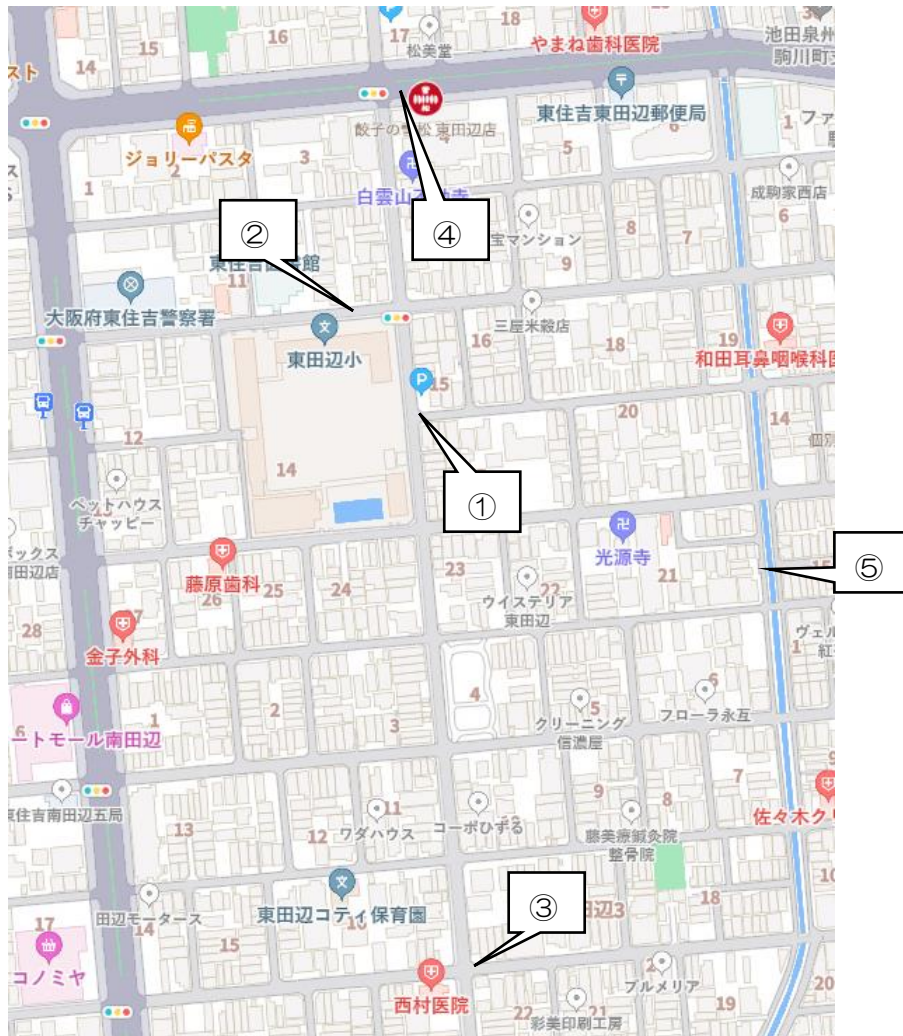 17
18
松美堂
やまね歯科医院
池田泉州
駒川町
16
15
14
スト
ジョリーパスタ
餃子の雪松 東田辺店
東住吉東田辺郵便局
1
2
3
4
5
6
1
ファ
白雲山
成駒家西店
6
②
④
宝マンション
8
7
9
11
大阪府東住吉警察署
東田辺小
三屋米穀店
16
18
19
和田耳鼻咽喉科医
P
15
20
14
12
14
①
ペットハウス
チャッピー
ボックス
田辺店
光源寺
21
⑤
藤原歯科
26
25
24
23
22
ウイステリア
東田辺
28
金子外科
ヴェル
紅
1
2
3
4
5
6
クリーニング
信濃屋
フローラ永互
6
ートモール南田辺
7
9
8
東住吉南田辺五局
13
12
11
ワダハウス
コーポひずる
藤美療鍼灸院
整骨院
佐々木クリ
10
東田辺コティ保育園
③
18
田辺モータース
14
15
17
コノミヤ
西村医院
プルメリア
22
21
彩美印刷工房
19
20